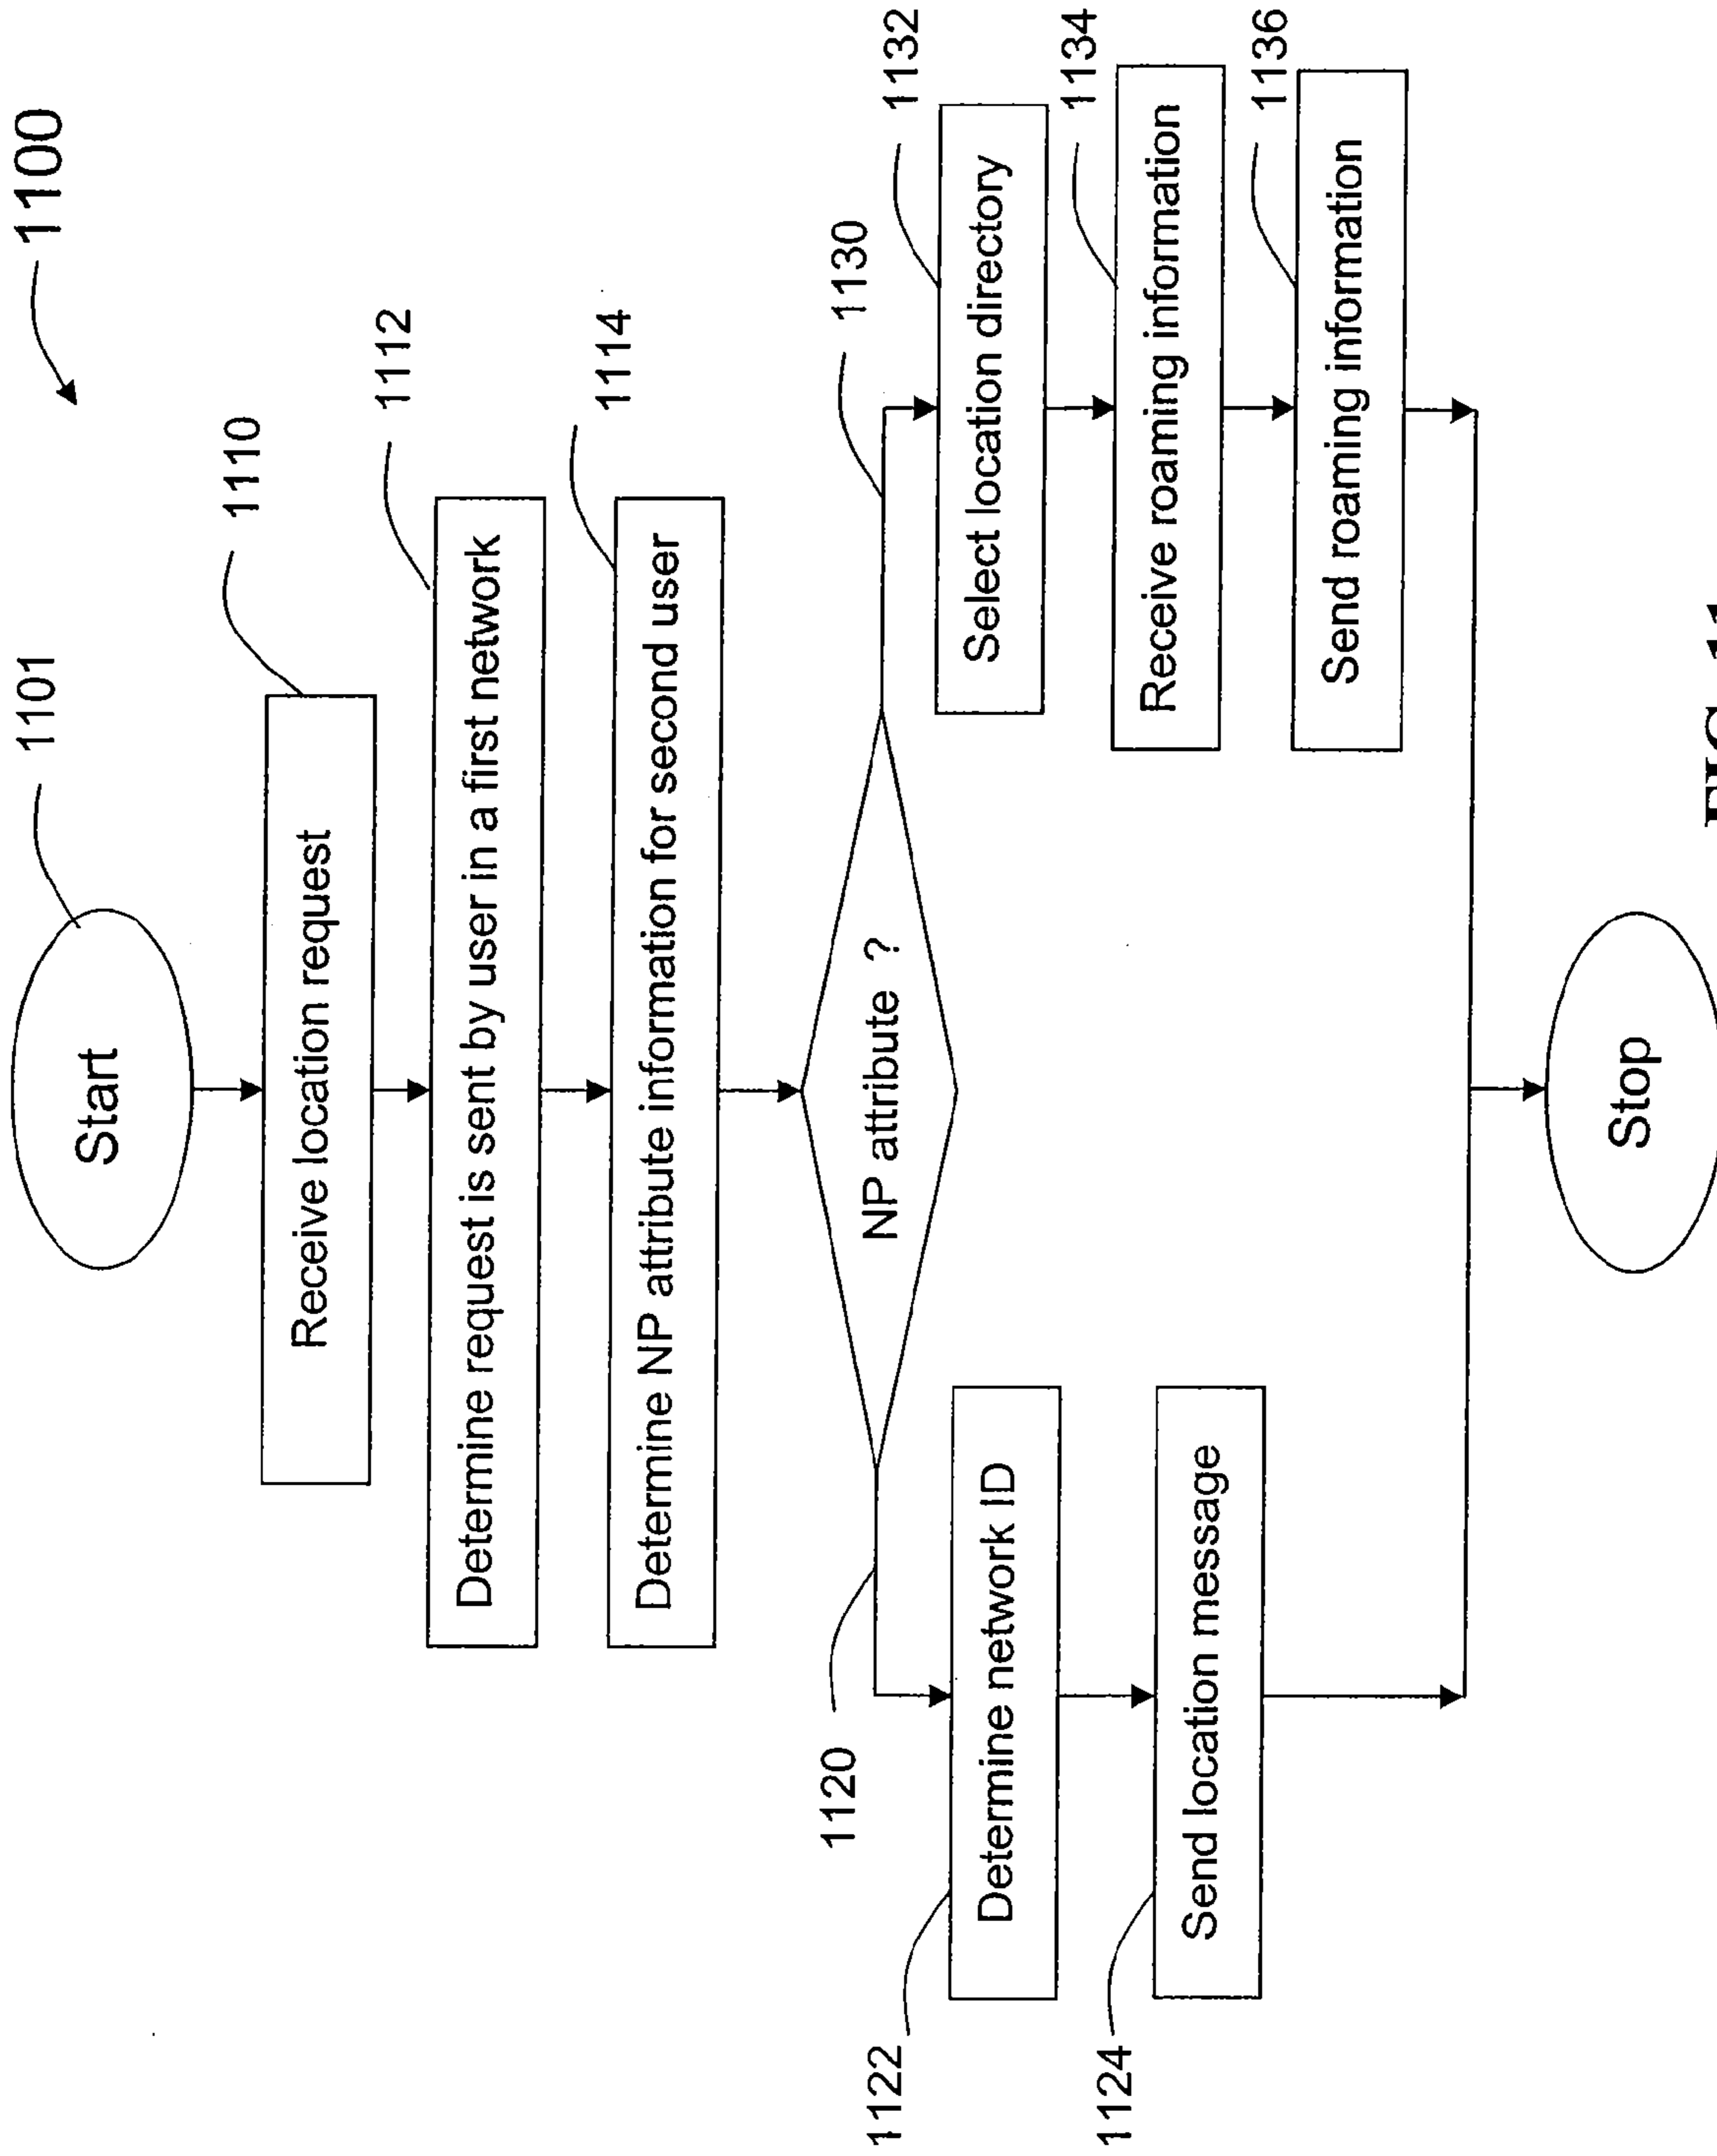 1100
1101
Start
1110
Receive location request
1112
Determine request is sent by user in a first network
1114
Determine NP attribute information for second user
NP attribute ?
1120
1130
1122
Determine network ID
1124
Send location message
1132
Select location directory
1134
Receive roaming information
1136
Send roaming information
Stop
FIG. 11